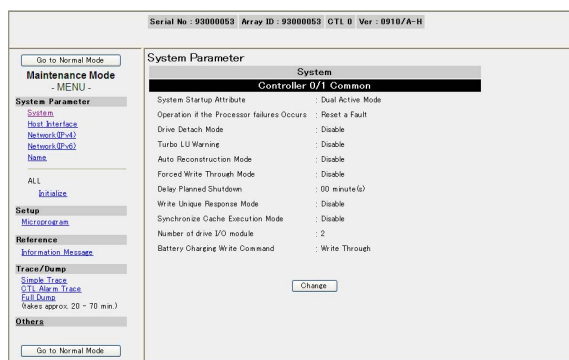 Serial No : 93000053 Array ID : 93000053 CTL 0 Ver : 0910/A-H
Go to Normal Mode
Maintenance Mode
- MENU -
System Parameter
System
Host Interface
Network(IPv4)
Network(IPv6)
Name
ALL
Initialize
Setup
Microprogram
Reference
Information Message
Trace/Dump
Simple Trace
CTL Alarm Trace
Full Dump
(takes approx. 20 - 70 min.)
Others
Go to Normal Mode
System Parameter
System
Controller 0/1 Common
System Startup Attribute : Dual Active Mode
Operation if the Processor failures Occurs : Reset a Fault
Drive Detach Mode : Disable
Turbo LU Warning : Disable
Auto Reconstruction Mode : Disable
Forced Write Through Mode : Disable
Delay Planned Shutdown : 00 minute(s)
Write Unique Response Mode : Disable
Synchronize Cache Execution Mode : Disable
Number of drive I/O module : 2
Battery Charging Write Command : Write Through
Change